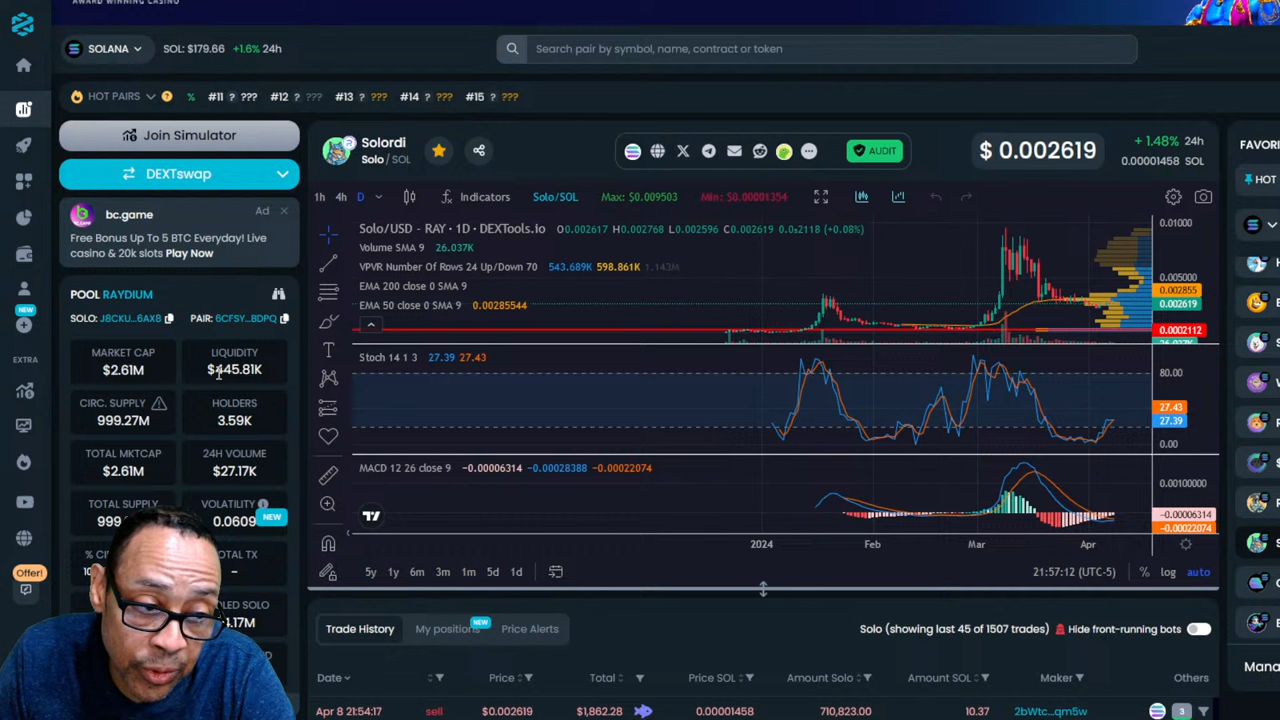 AWARD WINNING CASINO
SOLANA
SOL: $179.66 +1.6% 24h
Search pair by symbol, name, contract or token
HOT PAIRS ? % #11 ? ??? #12 ? ??? #13 ? ??? #14 ? ??? #15 ? ???
Join Simulator
DEXTswap
bc.game
Ad
Free Bonus Up To 5 BTC Everyday! Live
casino & 20k slots Play Now
POOL RAYDIUM
SOLO: J8CKU...6AX8 PAIR: 6CFSY...BDPQ
MARKET CAP
$2.61M
LIQUIDITY
$445.81K
CIRC. SUPPLY
999.27M
HOLDERS
3.59K
TOTAL MKTCAP
$2.61M
24H VOLUME
$27.17K
TOTAL SUPPLY
999.
VOLATILITY
0.0609
NEW
NEW
EXTRA
Offer!
Solordi
Solo / SOL
AUDIT
$ 0.002619
+ 1.48% 24h
0.00001458 SOL
1h 4h D
Indicators
Solo/SOL
Max: $0.009503
Min: $0.00001354
Solo/USD - RAY · 1D · DEXTools.io O0.002617 H0.002768 L0.002596 C0.002619 0.0₅2118 (+0.08%)
Volume SMA 9 26.037K
VPVR Number Of Rows 24 Up/Down 70 543.689K 598.861K 1.143M
EMA 200 close 0 SMA 9
EMA 50 close 0 SMA 9 0.00285544
0.01000
0.005000
0.002855
0.002619
0.0002112
26.037K
Stoch 14 1 3 27.39 27.43
80.00
27.43
27.39
0.00
MACD 12 26 close 9 −0.00006314 −0.00028388 −0.00022074
0.00100000
−0.00006314
−0.00022074
2024 Feb Mar Apr
5y 1y 6m 3m 1m 5d 1d
21:57:12 (UTC-5) % log auto
Trade History
My positions
NEW
Price Alerts
Solo (showing last 45 of 1507 trades)
Hide front-running bots
Date Price Total Price SOL Amount Solo Amount SOL Maker Others
Apr 8 21:54:17 sell $0.002619 $1,862.28 0.00001458 710,823.00 10.37 2bWtc...qm5w 3
FAVORI
HOT
Mana